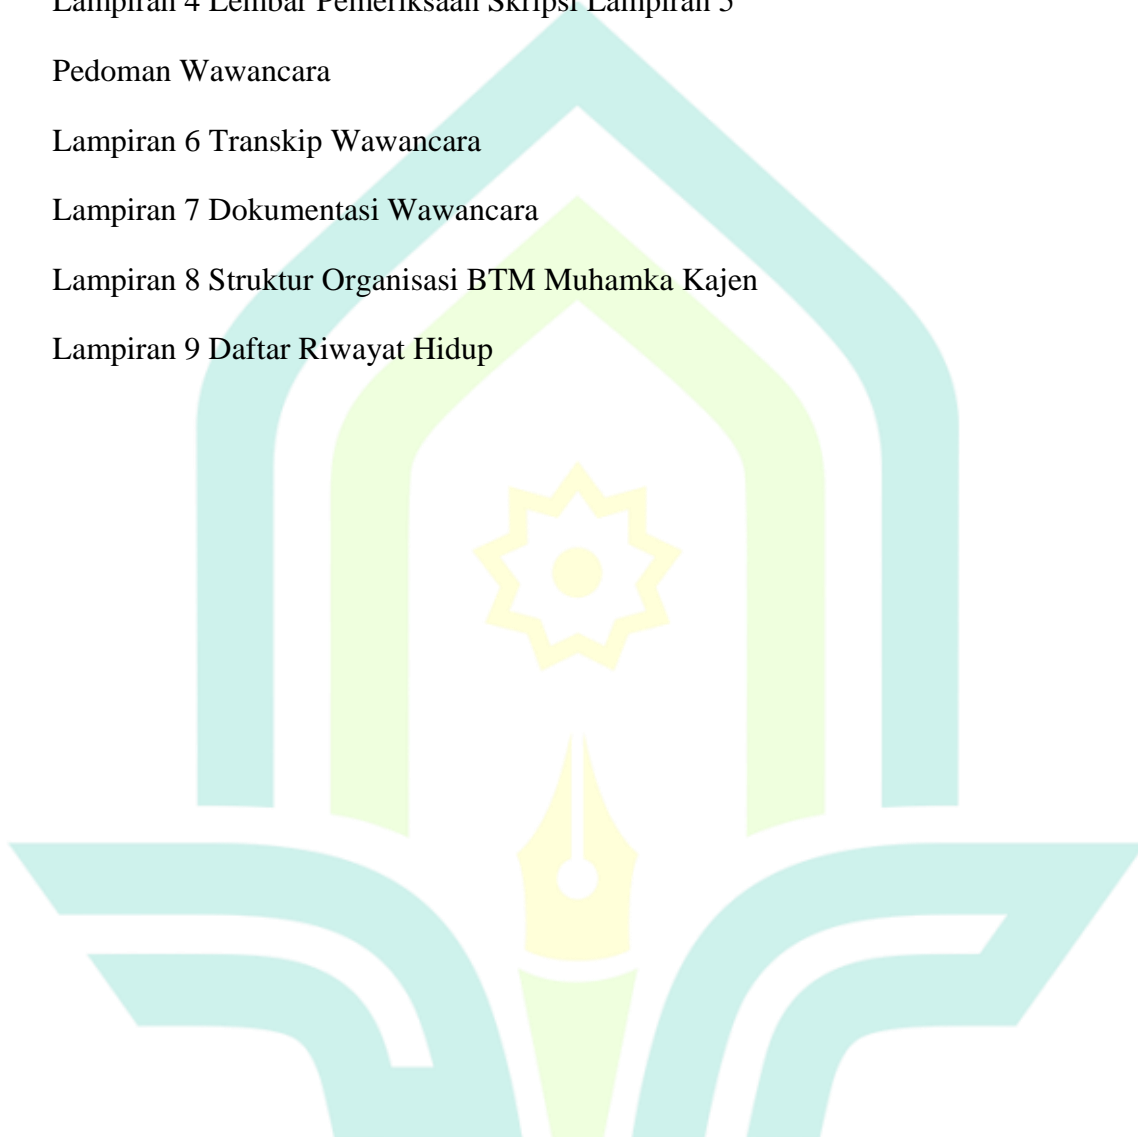 Lampiran 4 Lembar Pemeriksaan Skripsi Lampiran 5
Pedoman Wawancara
Lampiran 6 Transkip Wawancara
Lampiran 7 Dokumentasi Wawancara
Lampiran 8 Struktur Organisasi BTM Muhamka Kajen
Lampiran 9 Daftar Riwayat Hidup